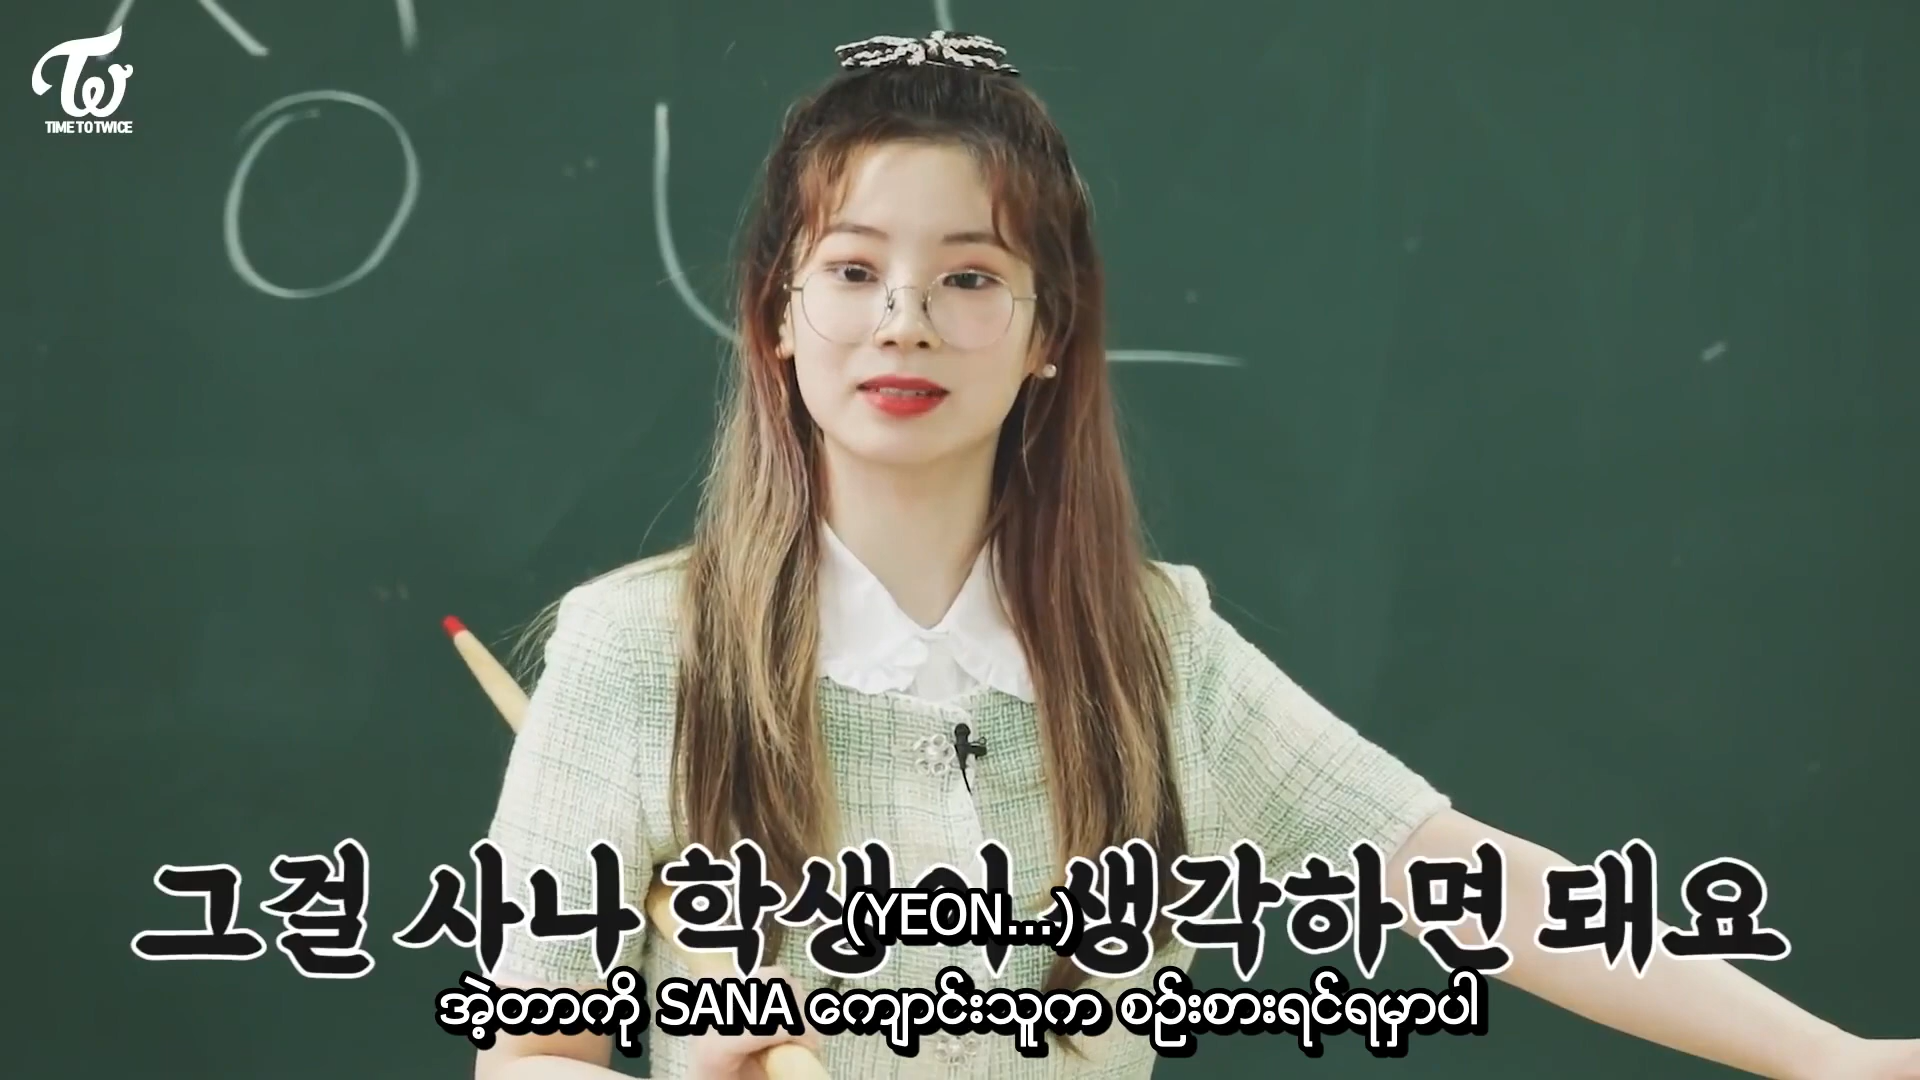 TW
TIME TO TWICE
그걸 사나 학생이 생각하면 돼요
(YEON...)
အဲ့တာကို SANA ကျောင်းသူက စဉ်းစားရင်ရမှာပါ